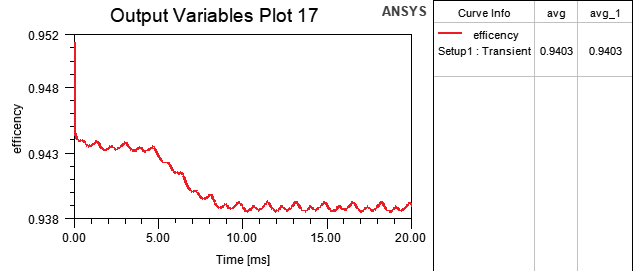 Output Variables Plot 17
ANSYS
Curve Info avg avg_1
efficency
Setup1 : Transient 0.9403 0.9403
0.952
0.948
0.943
0.938
efficency
0.00 5.00 10.00 15.00 20.00
Time [ms]